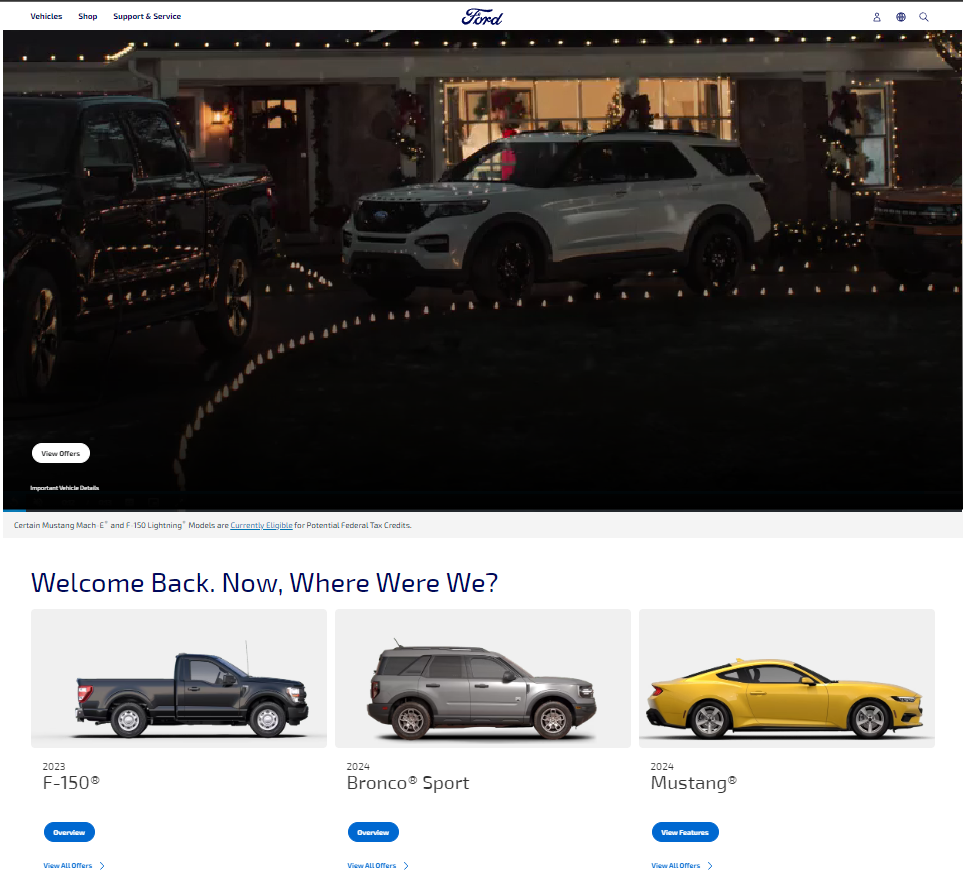 Vehicles Shop Support & Service Ford
View Offers
Important Vehicle Details
Certain Mustang Mach-E® and F-150 Lightning® Models are Currently Eligible for Potential Federal Tax Credits.
Welcome Back. Now, Where Were We?
2023 2024 2024
F-150® Bronco® Sport Mustang®
Overview Overview View Features
View All Offers View All Offers View All Offers